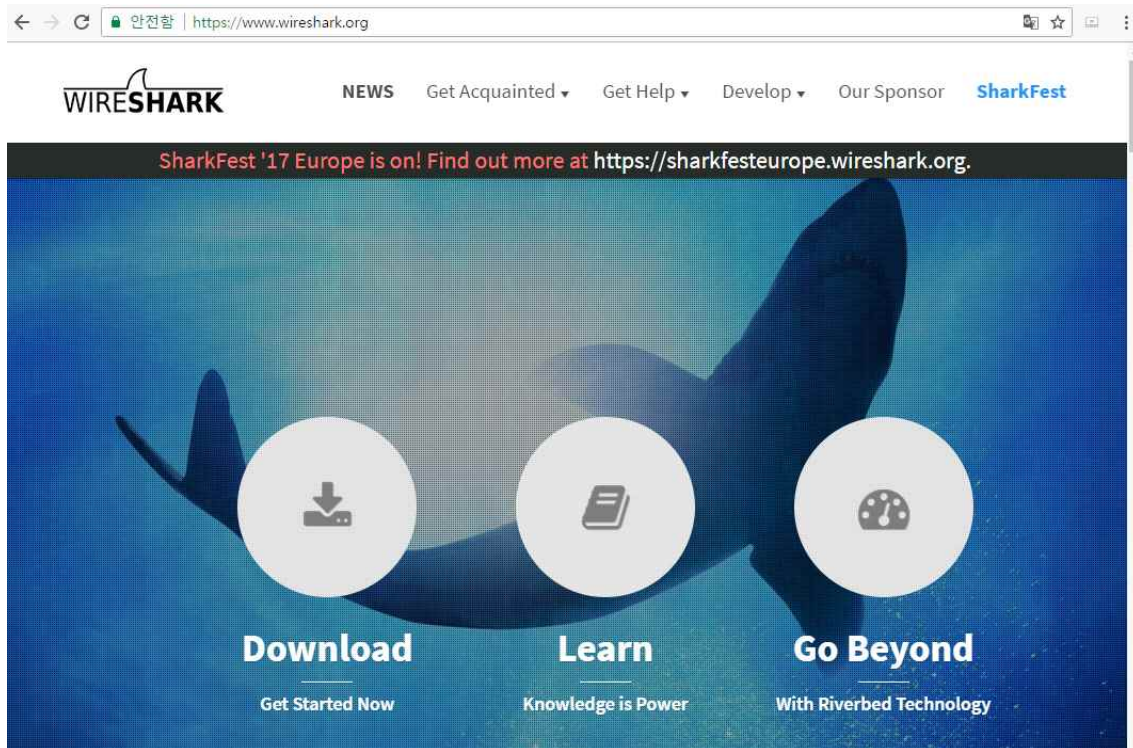 안전함 | https://www.wireshark.org
WIRESHARK
NEWS Get Acquainted Get Help Develop Our Sponsor SharkFest
SharkFest '17 Europe is on! Find out more at https://sharkfesteurope.wireshark.org.
Download Learn Go Beyond
Get Started Now Knowledge is Power With Riverbed Technology